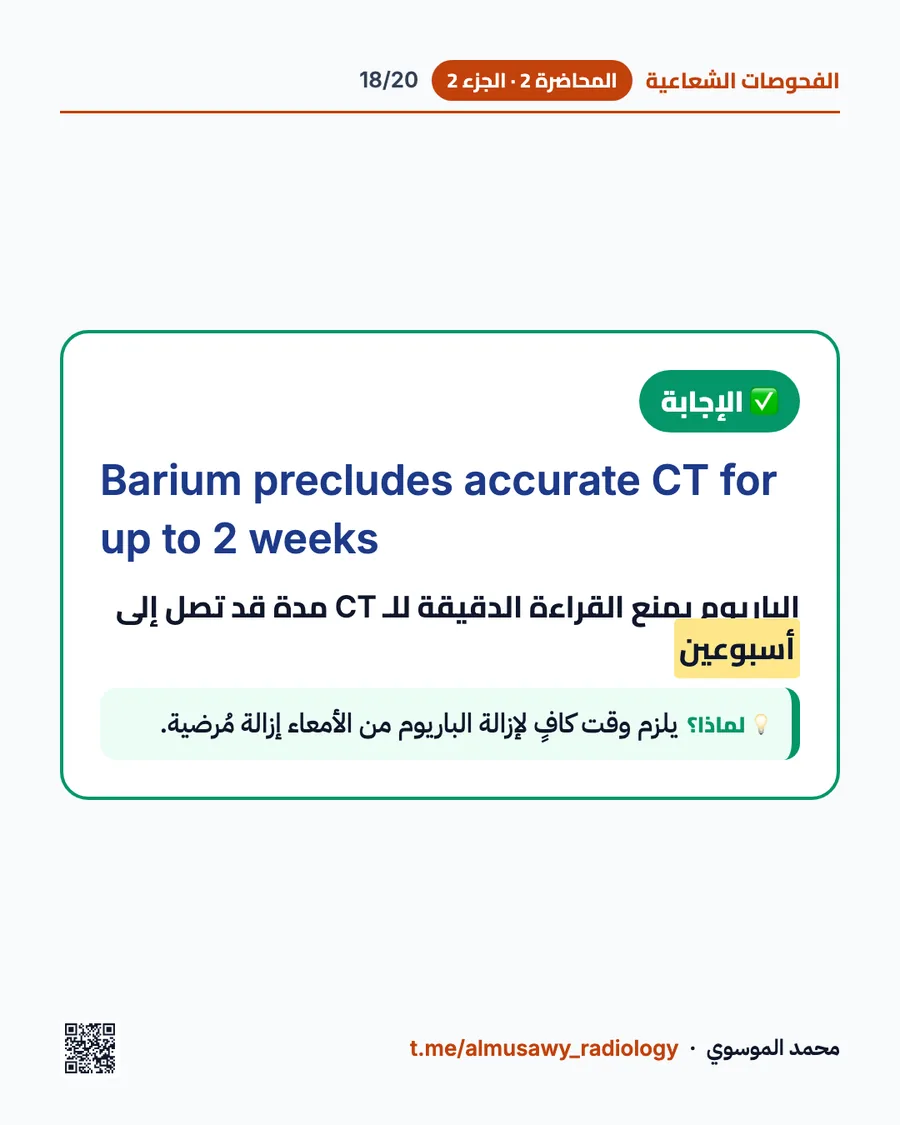 الفحوصات الشعاعية المحاضرة 2 · الجزء 2 18/20
✅ الإجابة
Barium precludes accurate CT for
up to 2 weeks
الباريوم يمنع القراءة الدقيقة للـ CT مدة قد تصل إلى
أسبوعين
💡 لماذا؟ يلزم وقت كافٍ لإزالة الباريوم من الأمعاء إزالة مُرضية.
محمد الموسوي · t.me/almusawy_radiology